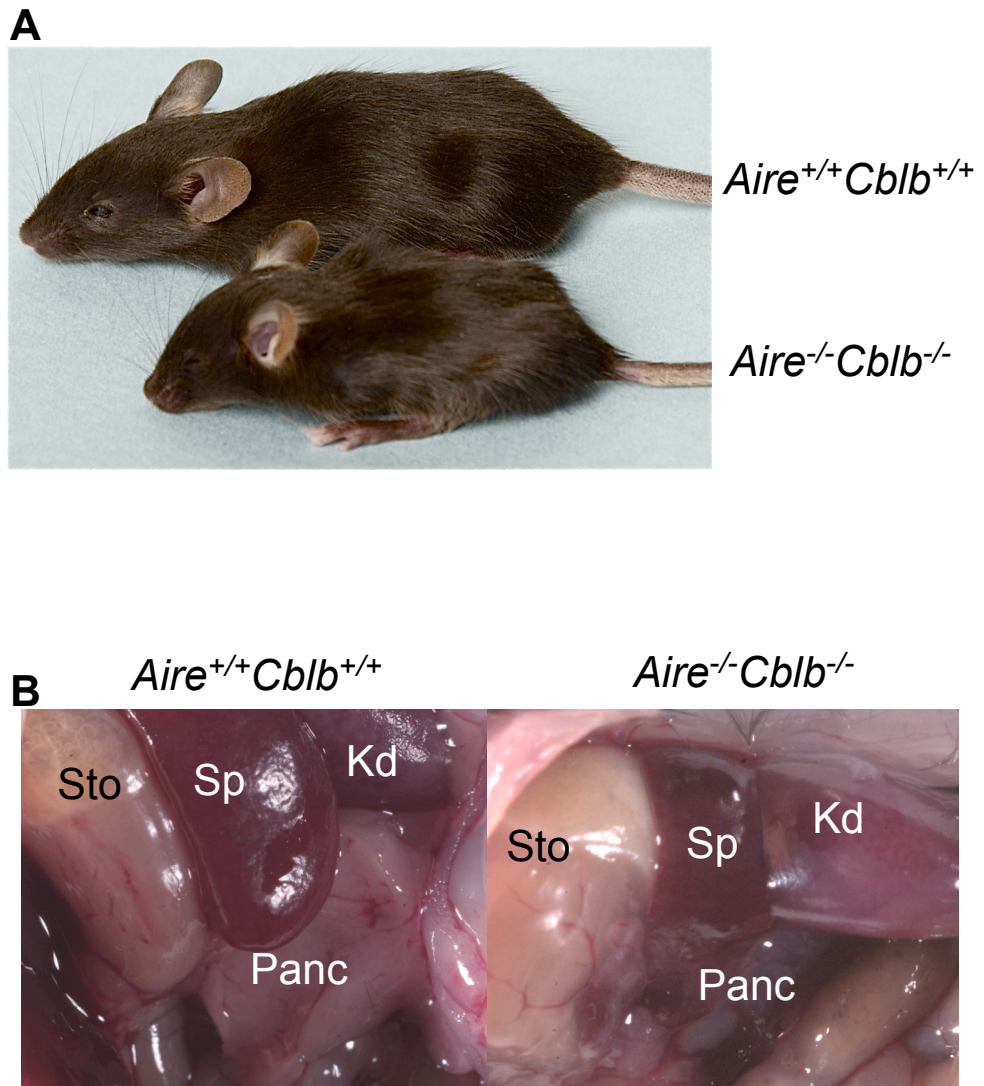 A
Aire+/+Cblb+/+
Aire-/-Cblb-/-
B
Aire+/+Cblb+/+
Aire-/-Cblb-/-
Sto
Sp
Kd
Panc
Sto
Sp
Kd
Panc